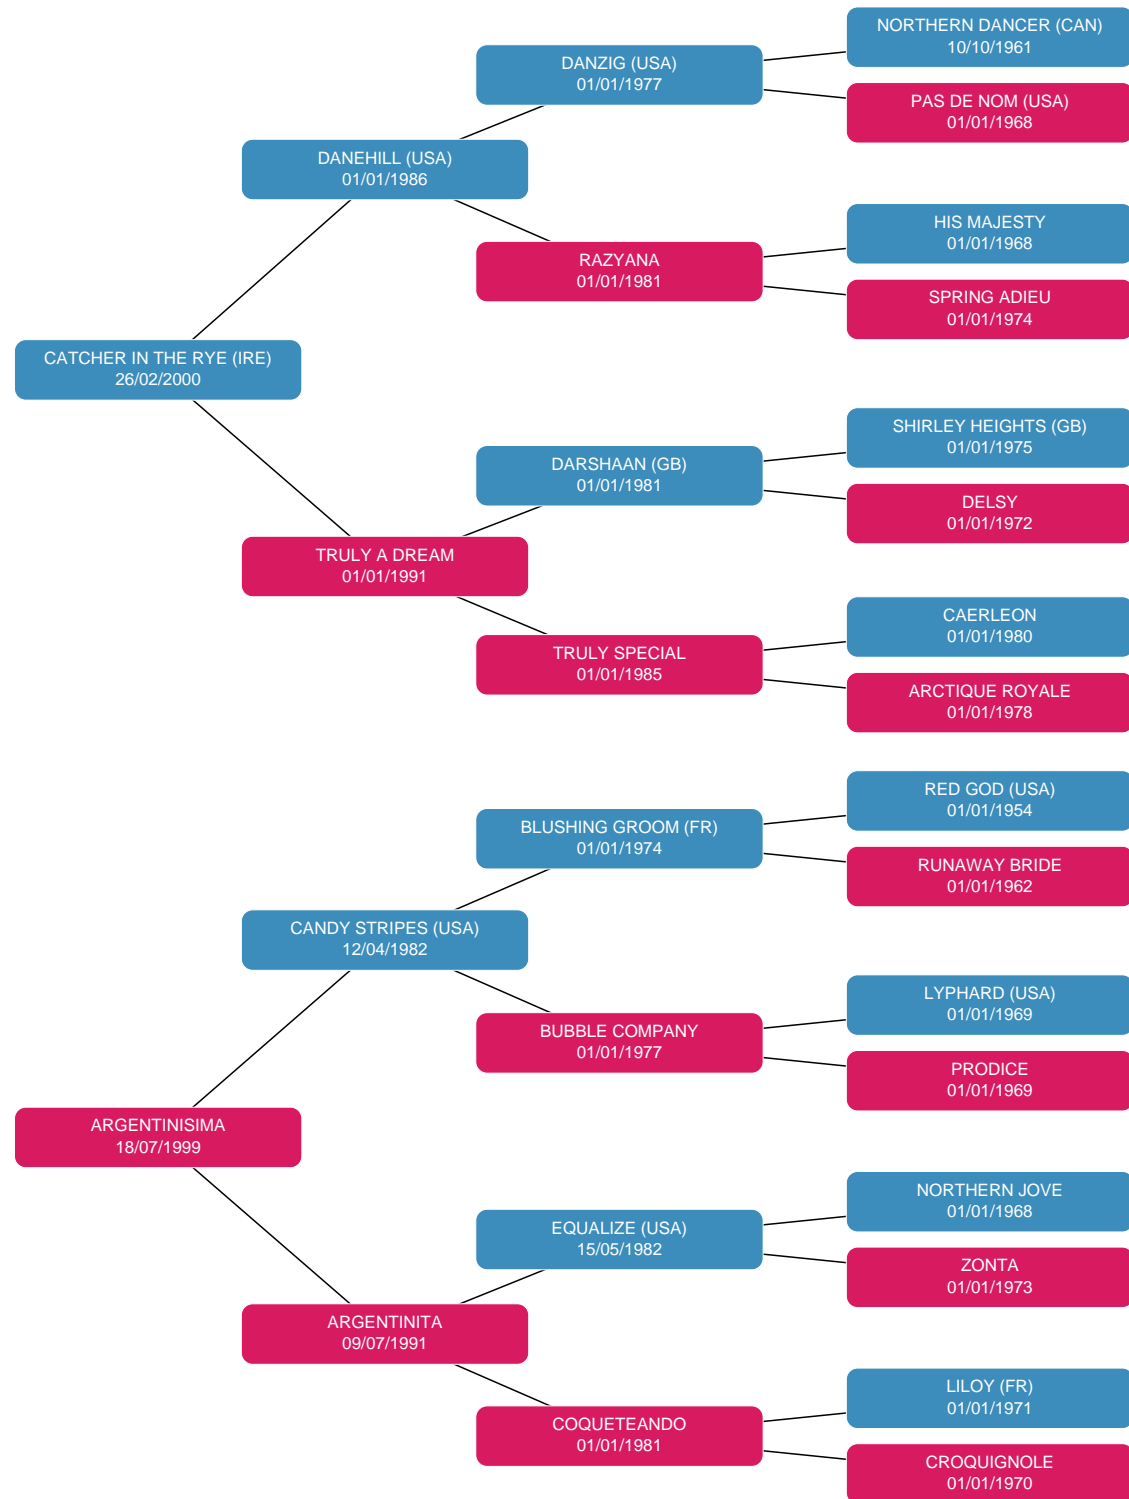 NORTHERN DANCER (CAN)
10/10/1961
DANZIG (USA)
01/01/1977
PAS DE NOM (USA)
01/01/1968
DANEHILL (USA)
01/01/1986
HIS MAJESTY
01/01/1968
RAZYANA
01/01/1981
SPRING ADIEU
01/01/1974
CATCHER IN THE RYE (IRE)
26/02/2000
SHIRLEY HEIGHTS (GB)
01/01/1975
DARSHAAN (GB)
01/01/1981
DELSY
01/01/1972
TRULY A DREAM
01/01/1991
CAERLEON
01/01/1980
TRULY SPECIAL
01/01/1985
ARCTIQUE ROYALE
01/01/1978
RED GOD (USA)
01/01/1954
BLUSHING GROOM (FR)
01/01/1974
RUNAWAY BRIDE
01/01/1962
CANDY STRIPES (USA)
12/04/1982
LYPHARD (USA)
01/01/1969
BUBBLE COMPANY
01/01/1977
PRODICE
01/01/1969
ARGENTINISIMA
18/07/1999
NORTHERN JOVE
01/01/1968
EQUALIZE (USA)
15/05/1982
ZONTA
01/01/1973
ARGENTINITA
09/07/1991
LILOY (FR)
01/01/1971
COQUETEANDO
01/01/1981
CROQUIGNOLE
01/01/1970